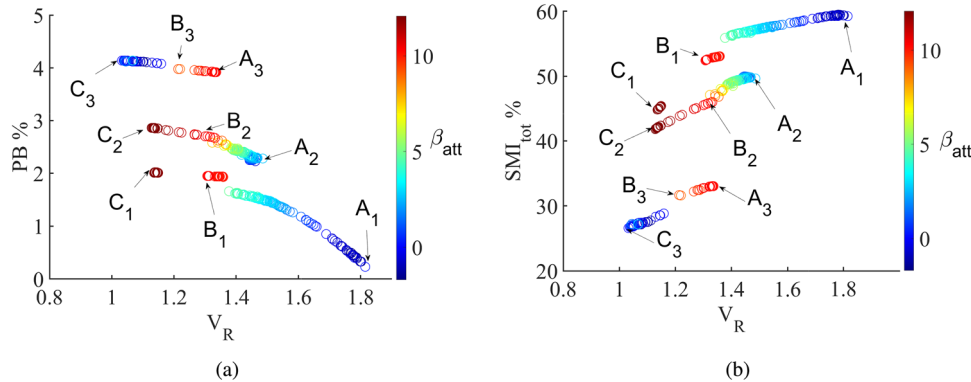 (a)
5
4
3
2
1
0
PB %
0.8 1 1.2 1.4 1.6 1.8
V_R
C_3
B_3
A_3
C_2
B_2
A_2
C_1
B_1
A_1
10
5
0
β_att
60
50
40
30
20
SMI_tot %
0.8 1 1.2 1.4 1.6 1.8
V_R
B_1
A_1
C_1
C_2
A_2
B_2
B_3
A_3
C_3
10
5
0
β_att
(b)